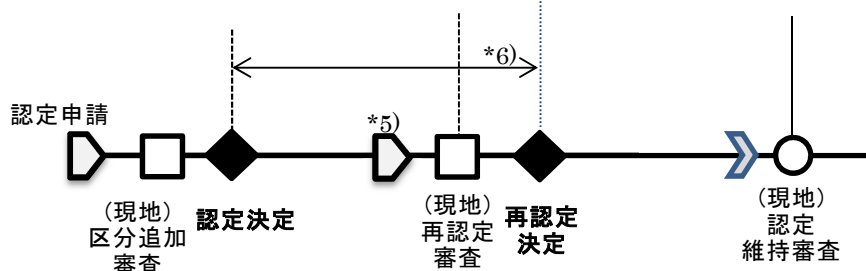 *6)
認定申請
*5)
（現地）
区分追加
審査
認定決定
（現地）
再認定
審査
再認定
決定
（現地）
認定
維持審査